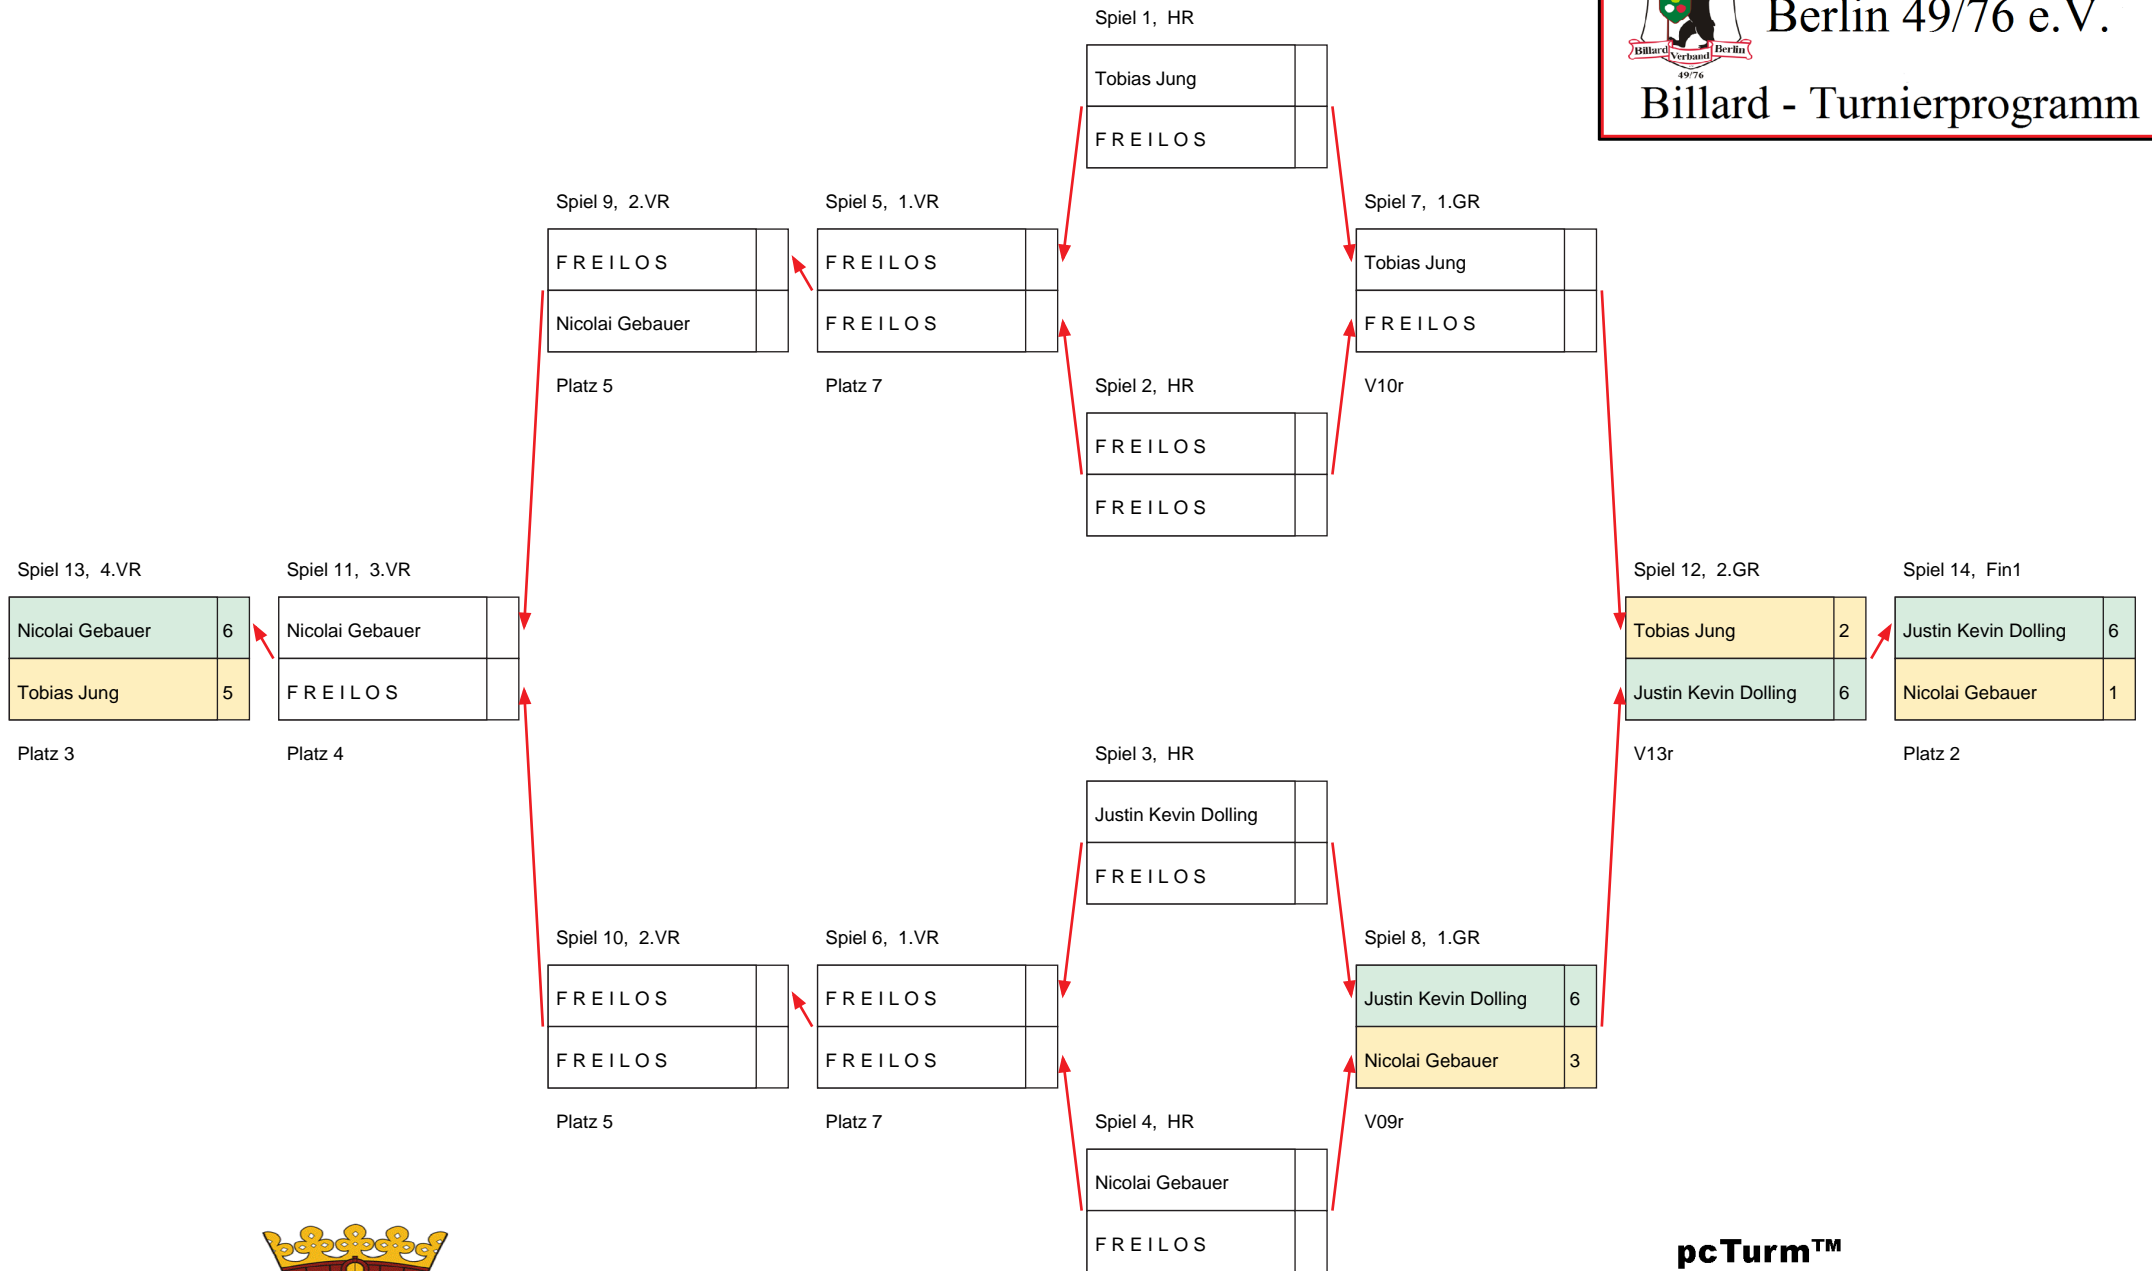 Spiel 1, HR
Tobias Jung
F R E I L O S
Berlin 49/76 e.V.
Billard Verband Berlin
49/76
Billard - Turnierprogramm
Spiel 9, 2.VR
F R E I L O S
Nicolai Gebauer
Platz 5
Spiel 5, 1.VR
F R E I L O S
F R E I L O S
Platz 7
Spiel 7, 1.GR
Tobias Jung
F R E I L O S
V10r
Spiel 2, HR
F R E I L O S
F R E I L O S
Spiel 13, 4.VR
Nicolai Gebauer 6
Tobias Jung 5
Platz 3
Spiel 11, 3.VR
Nicolai Gebauer
F R E I L O S
Platz 4
Spiel 12, 2.GR
Tobias Jung 2
Justin Kevin Dolling 6
V13r
Spiel 14, Fin1
Justin Kevin Dolling 6
Nicolai Gebauer 1
Platz 2
Spiel 3, HR
Justin Kevin Dolling
F R E I L O S
Spiel 10, 2.VR
F R E I L O S
F R E I L O S
Platz 5
Spiel 6, 1.VR
F R E I L O S
F R E I L O S
Platz 7
Spiel 8, 1.GR
Justin Kevin Dolling 6
Nicolai Gebauer 3
V09r
Spiel 4, HR
Nicolai Gebauer
F R E I L O S
pcTurm™